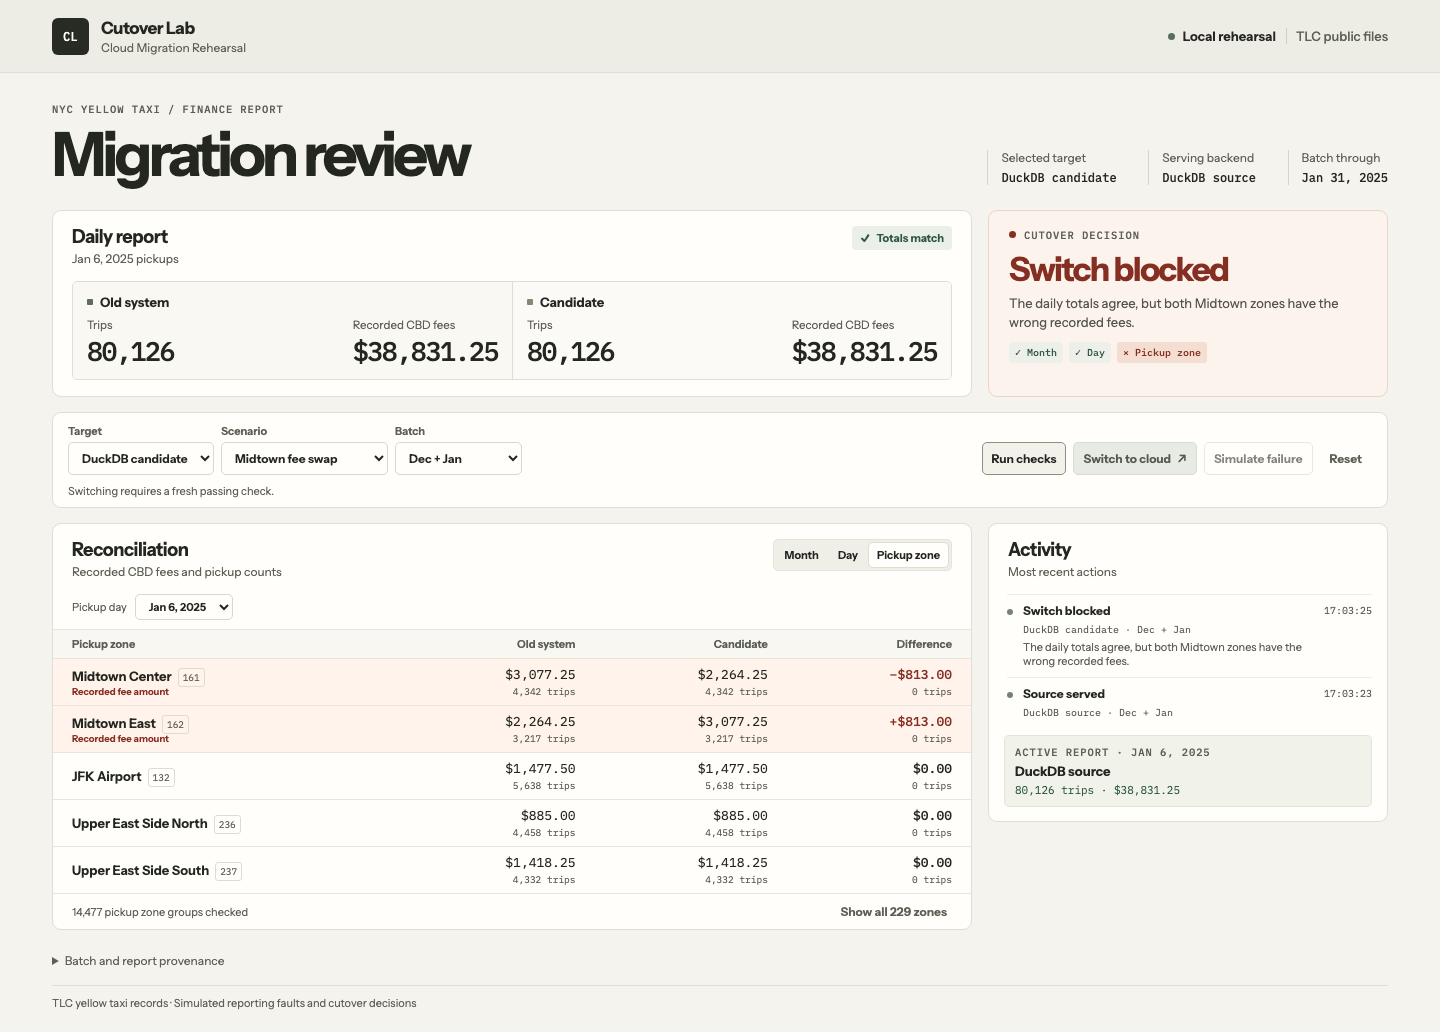 CL
Cutover Lab
Cloud Migration Rehearsal
Local rehearsal
TLC public files
NYC YELLOW TAXI / FINANCE REPORT
Migration review
Selected target
DuckDB candidate
Serving backend
DuckDB source
Batch through
Jan 31, 2025
Daily report
Jan 6, 2025 pickups
✓ Totals match
Old system
Trips
80,126
Recorded CBD fees
$38,831.25
Candidate
Trips
80,126
Recorded CBD fees
$38,831.25
CUTOVER DECISION
Switch blocked
The daily totals agree, but both Midtown zones have the
wrong recorded fees.
✓ Month ✓ Day × Pickup zone
Target
DuckDB candidate
Scenario
Midtown fee swap
Batch
Dec + Jan
Switching requires a fresh passing check.
Run checks
Switch to cloud ↗
Simulate failure
Reset
Reconciliation
Recorded CBD fees and pickup counts
Month Day Pickup zone
Pickup day Jan 6, 2025
Pickup zone Old system Candidate Difference
Midtown Center 161 $3,077.25 $2,264.25 −$813.00
Recorded fee amount 4,342 trips 4,342 trips 0 trips
Midtown East 162 $2,264.25 $3,077.25 +$813.00
Recorded fee amount 3,217 trips 3,217 trips 0 trips
JFK Airport 132 $1,477.50 $1,477.50 $0.00
5,638 trips 5,638 trips 0 trips
Upper East Side North 236 $885.00 $885.00 $0.00
4,458 trips 4,458 trips 0 trips
Upper East Side South 237 $1,418.25 $1,418.25 $0.00
4,332 trips 4,332 trips 0 trips
14,477 pickup zone groups checked
Show all 229 zones
Activity
Most recent actions
Switch blocked 17:03:25
DuckDB candidate · Dec + Jan
The daily totals agree, but both Midtown zones have the
wrong recorded fees.
Source served 17:03:23
DuckDB source · Dec + Jan
ACTIVE REPORT · JAN 6, 2025
DuckDB source
80,126 trips · $38,831.25
Batch and report provenance
TLC yellow taxi records · Simulated reporting faults and cutover decisions